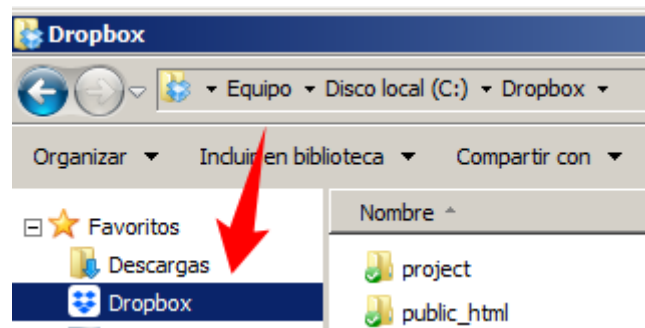 Dropbox
Equipo Disco local (C:) Dropbox
Organizar Incluir en biblioteca Compartir con
Favoritos
Descargas
Dropbox
Nombre
project
public_html